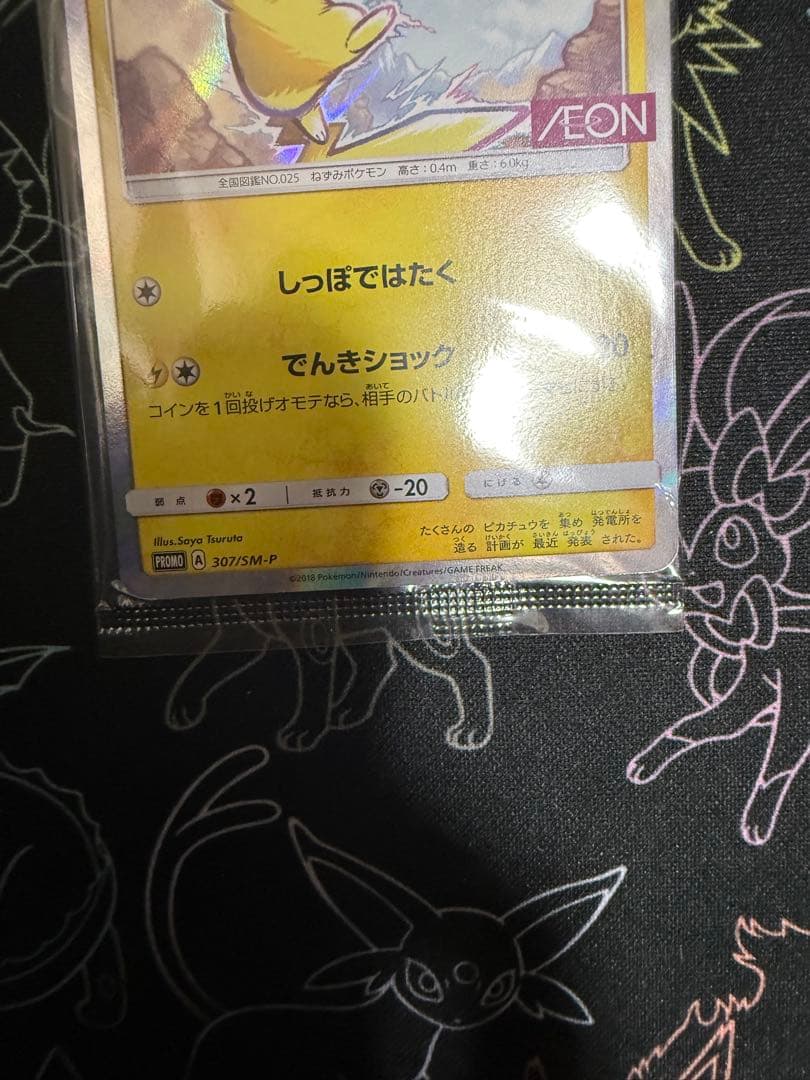 ÆON
全国図鑑NO.025 ねずみポケモン 高さ:0.4m 重さ:6.0kg
しっぽではたく
でんきショック
コインを1回投げオモテなら、相手のバトル
弱点 ×2 抵抗力 -20 にげる
Illus.Saya Tsuruta
たくさんの ピカチュウを 集め 発電所を
造る 計画が 最近 発表 された。
PROMO A 307/SM-P
©2018 Pokémon/Nintendo/Creatures/GAME FREAK